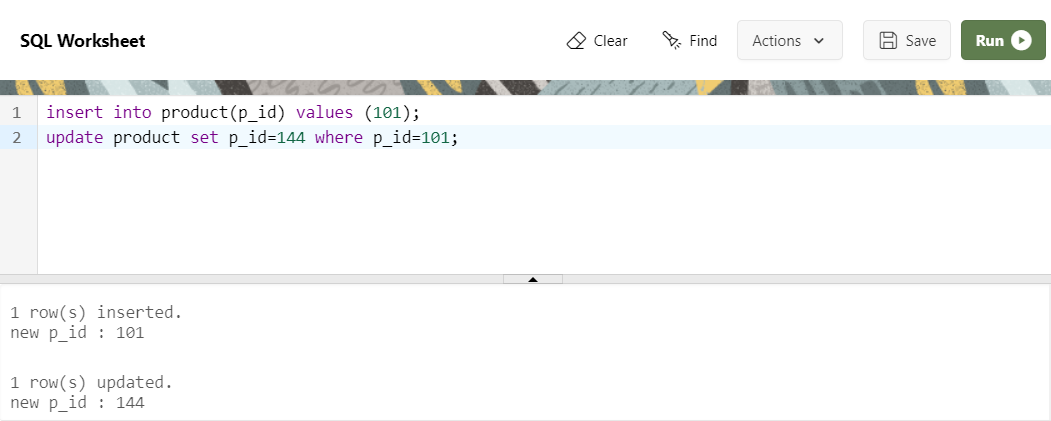 SQL Worksheet Clear Find Actions Save Run
1 insert into product(p_id) values (101);
2 update product set p_id=144 where p_id=101;
1 row(s) inserted.
new p_id : 101
1 row(s) updated.
new p_id : 144